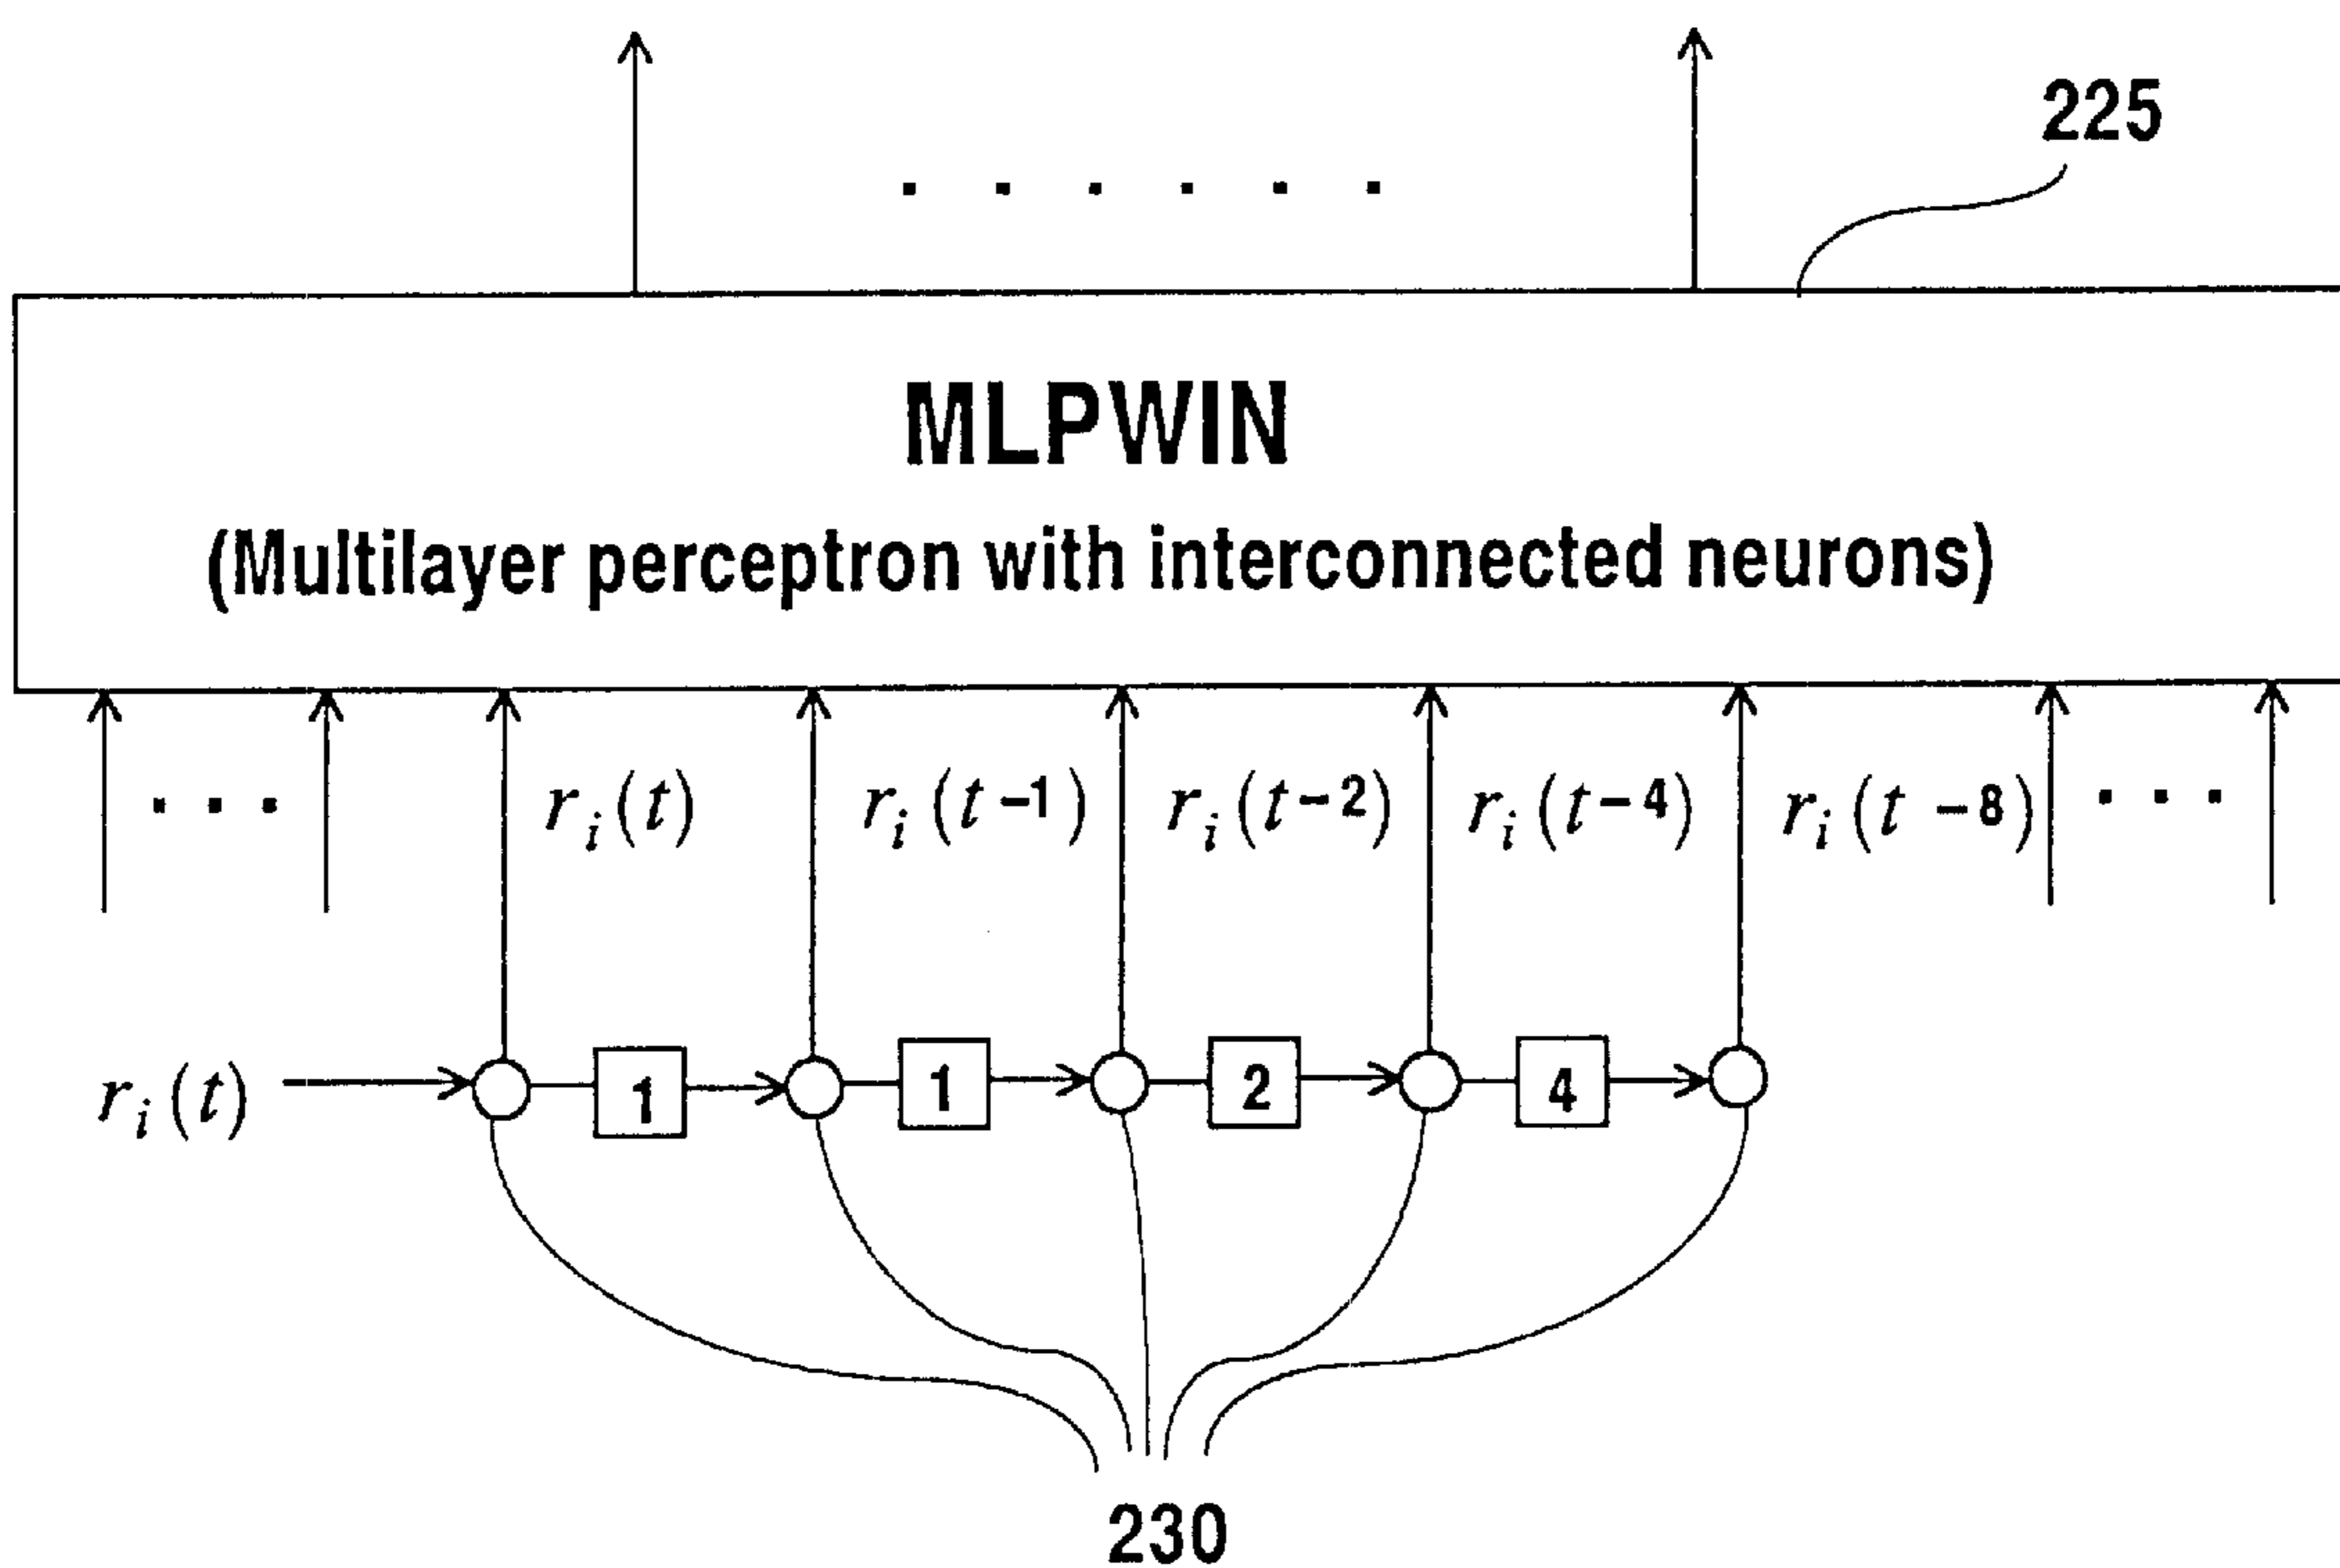 225
MLPWIN
(Multilayer perceptron with interconnected neurons)
r_i(t) r_i(t-1) r_i(t-2) r_i(t-4) r_i(t-8)
r_i(t) 1 1 2 4
230